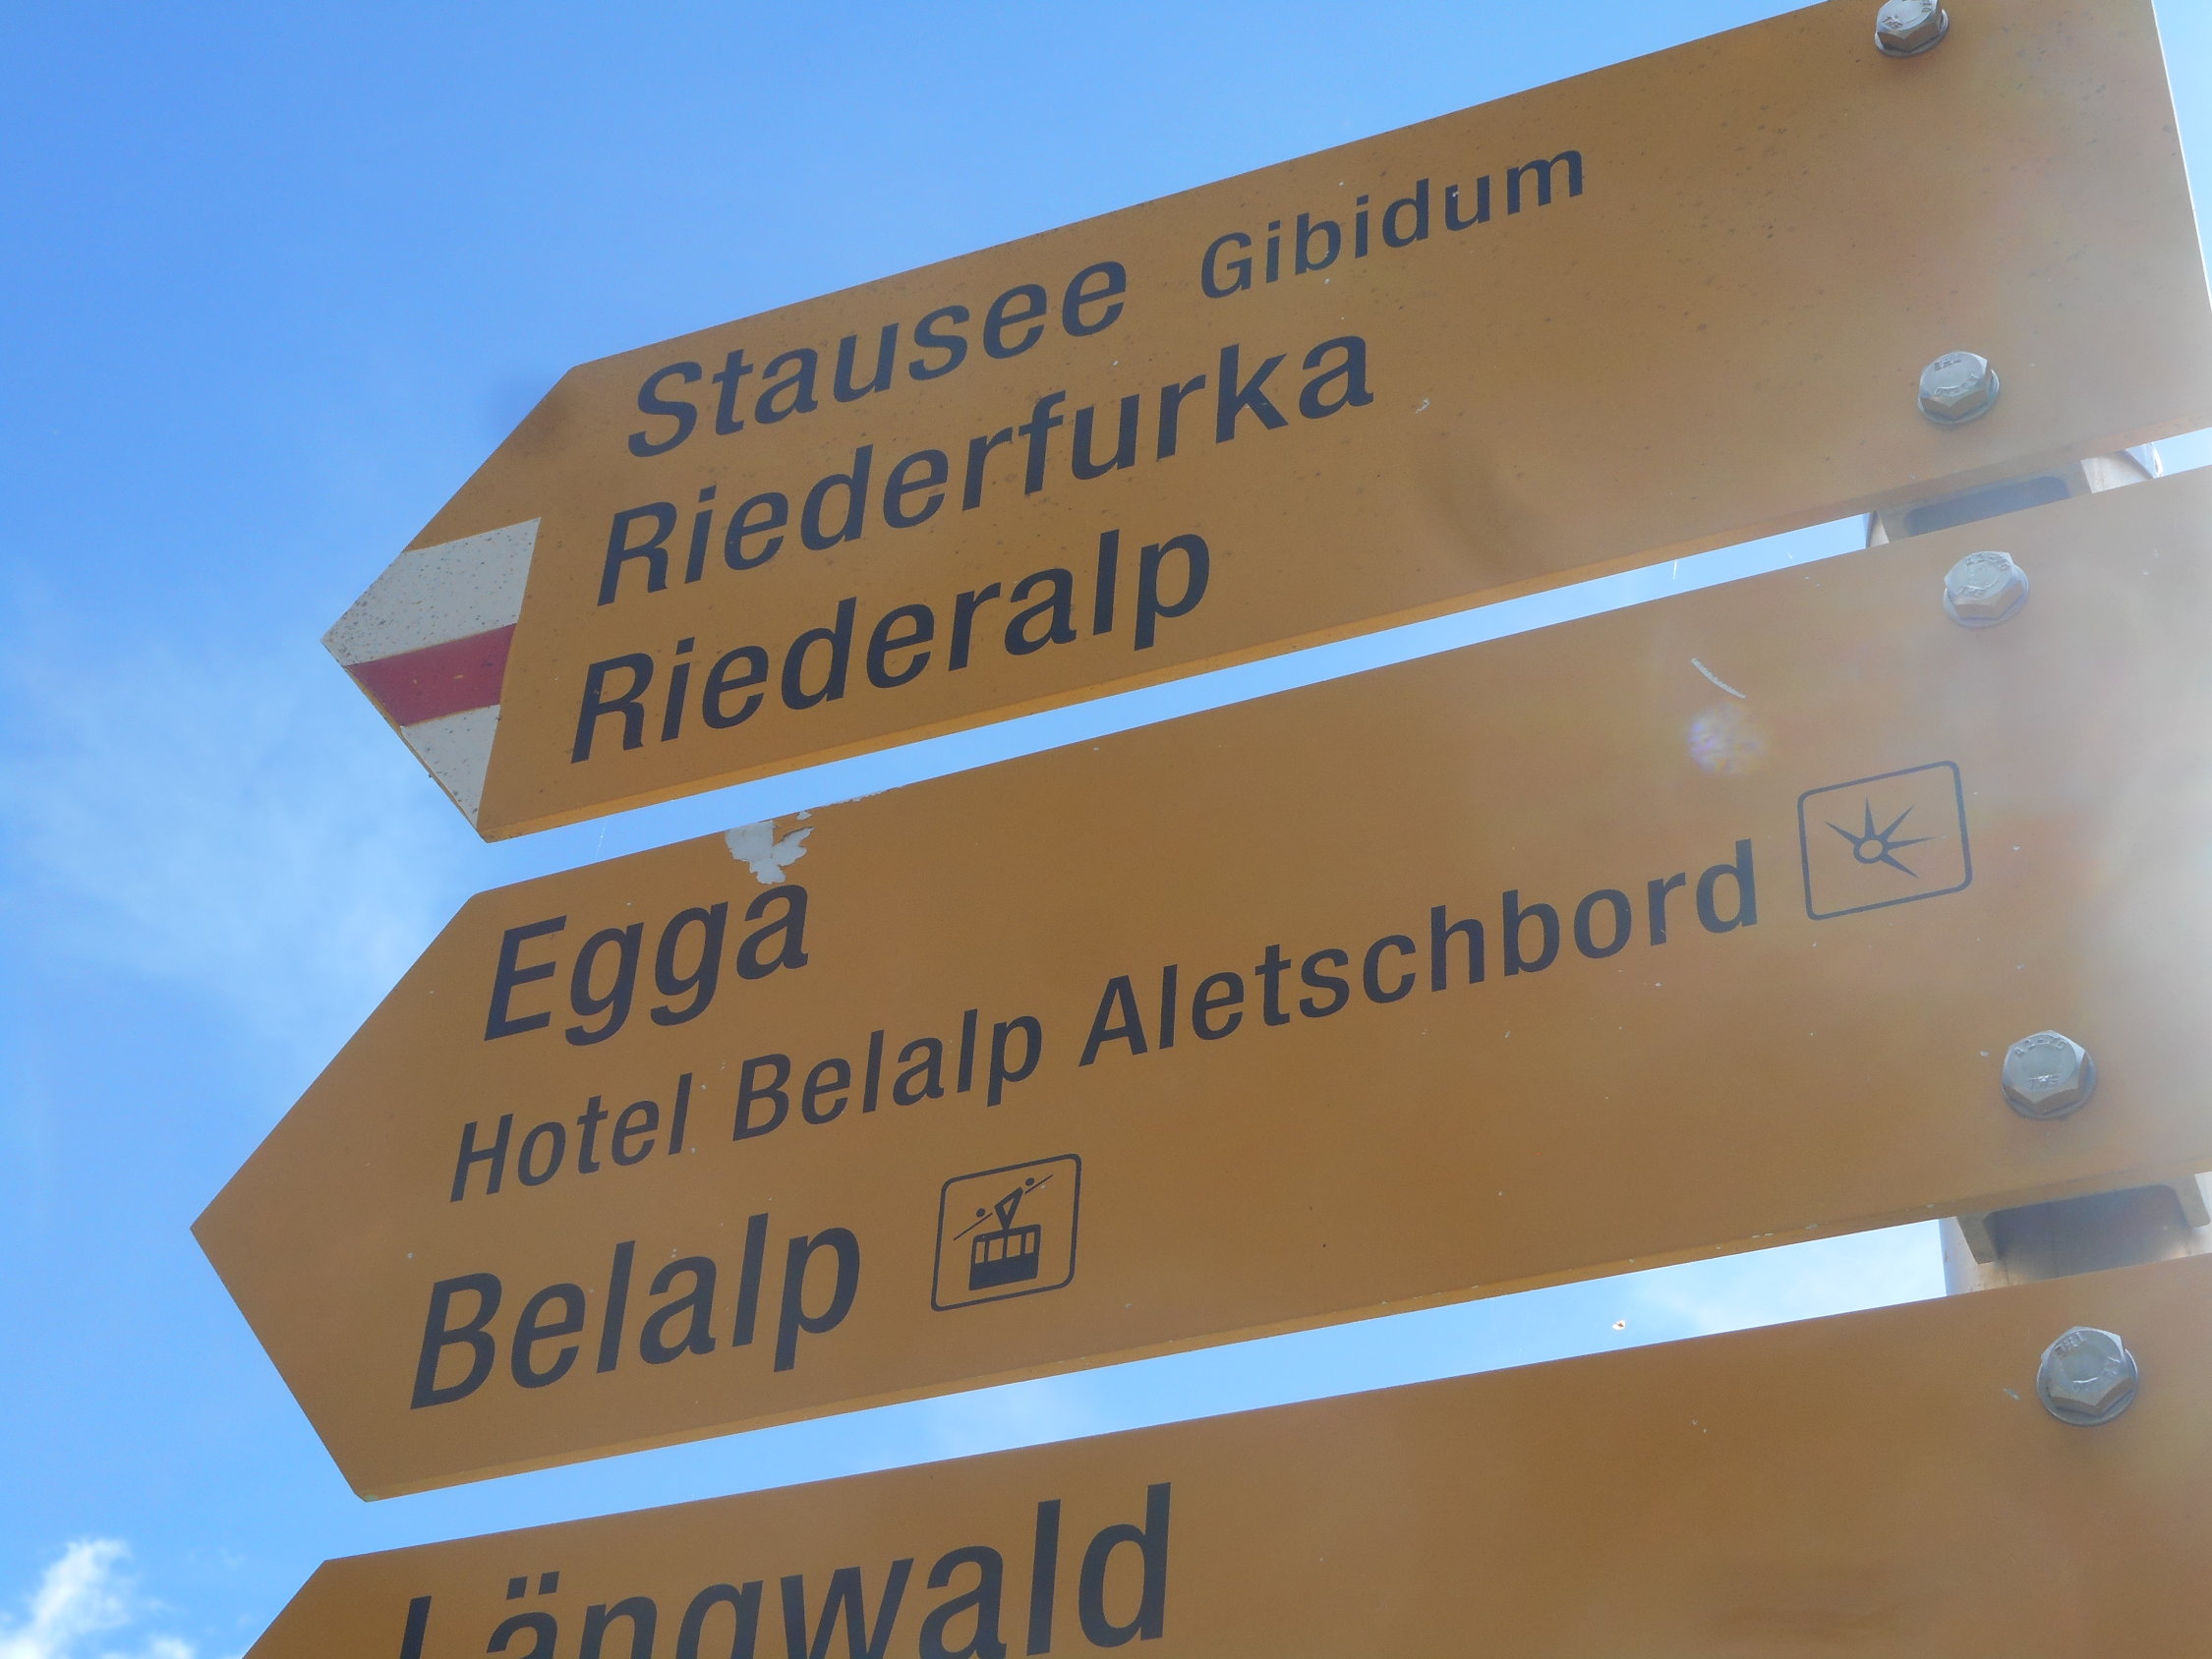 Stausee Gibidum
Riederfurka
Riederalp
Egga
Hotel Belalp Aletschbord
Belalp
Längwald